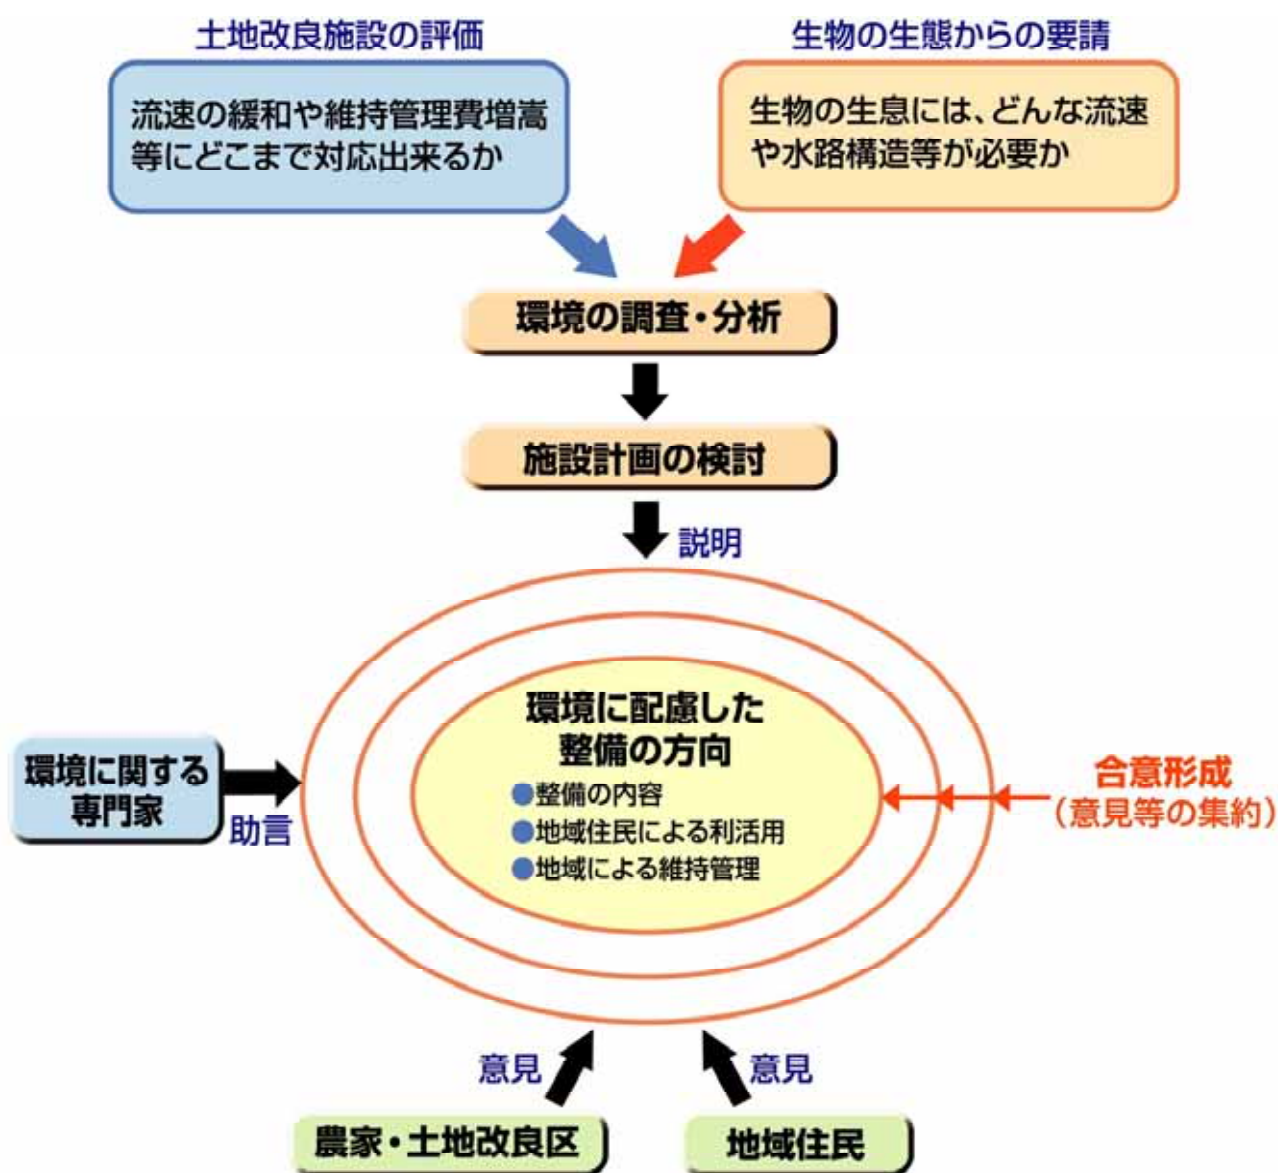 土地改良施設の評価
流速の緩和や維持管理費増嵩
等にどこまで対応出来るか
生物の生態からの要請
生物の生息には、どんな流速
や水路構造等が必要か
環境の調査・分析
施設計画の検討
説明
環境に配慮した
整備の方向
●整備の内容
●地域住民による利活用
●地域による維持管理
環境に関する
専門家
助言
合意形成
(意見等の集約)
意見
意見
農家・土地改良区
地域住民